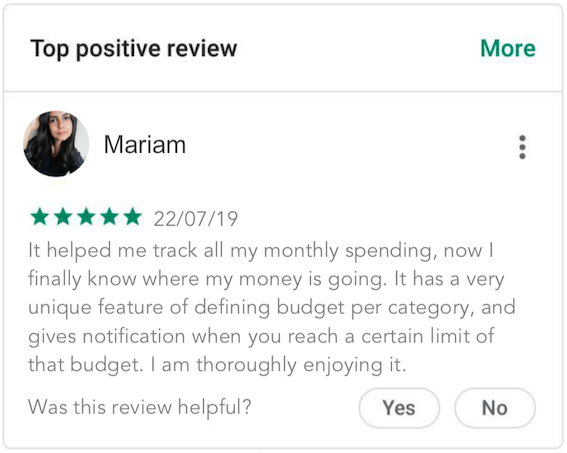 Top positive review More
Mariam
22/07/19
It helped me track all my monthly spending, now I
finally know where my money is going. It has a very
unique feature of defining budget per category, and
gives notification when you reach a certain limit of
that budget. I am thoroughly enjoying it.
Was this review helpful? Yes No